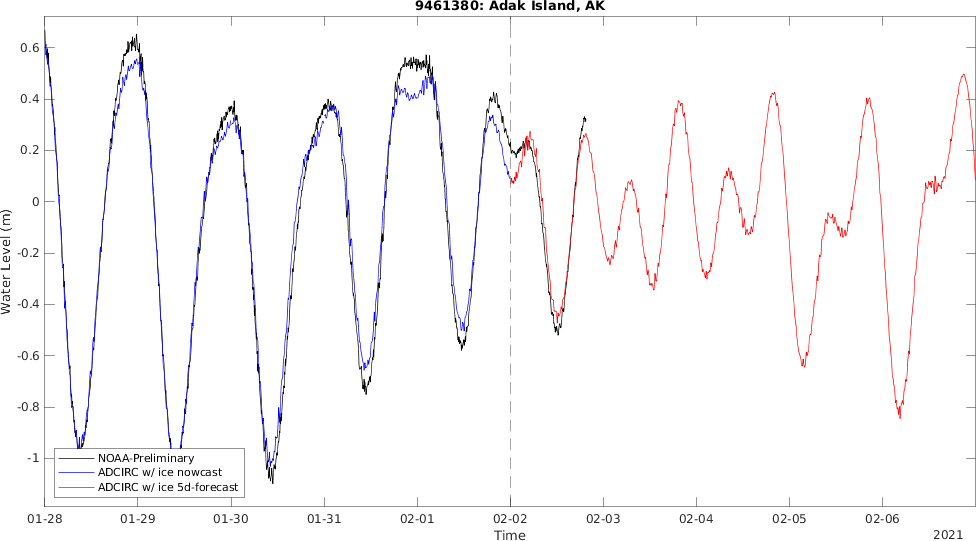 9461380: Adak Island, AK
Water Level (m)
0.6
0.4
0.2
0
-0.2
-0.4
-0.6
-0.8
-1
NOAA-Preliminary
ADCIRC w/ ice nowcast
ADCIRC w/ ice 5d-forecast
01-28 01-29 01-30 01-31 02-01 02-02 02-03 02-04 02-05 02-06
Time
2021